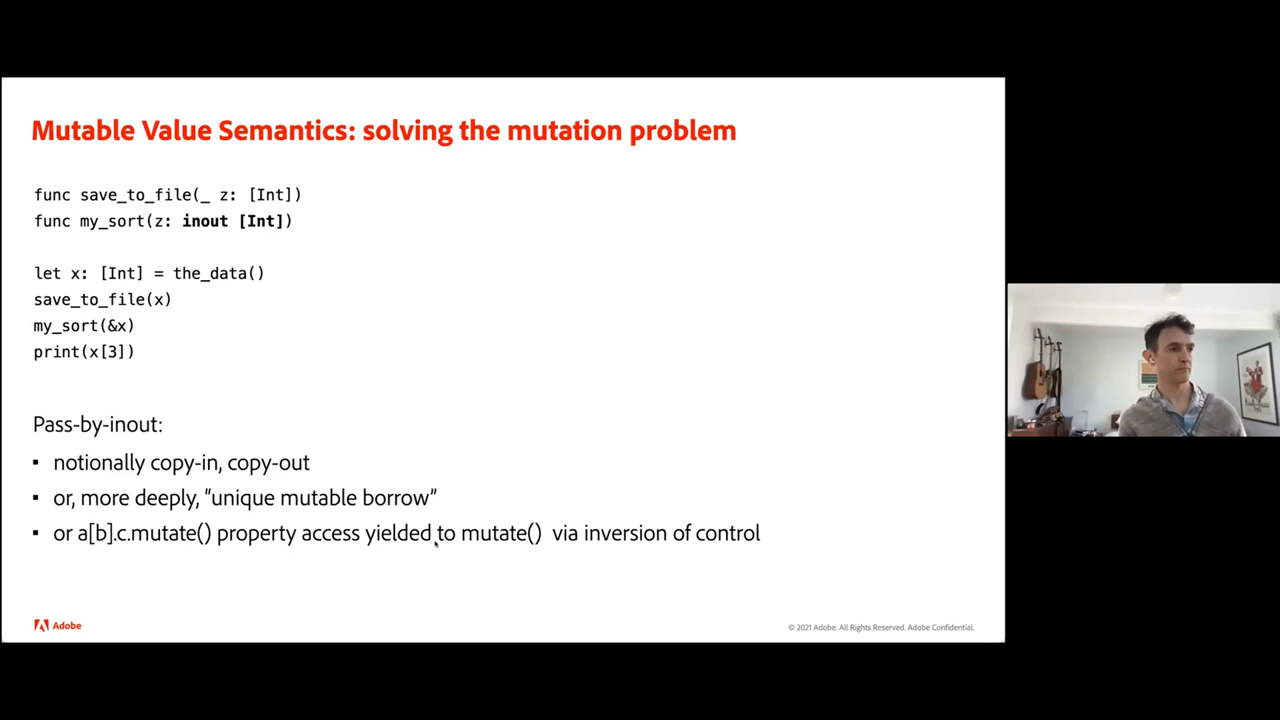 Mutable Value Semantics: solving the mutation problem
func save_to_file(_ z: [Int])
func my_sort(z: inout [Int])
let x: [Int] = the_data()
save_to_file(x)
my_sort(&x)
print(x[3])
Pass-by-inout:
▪ notionally copy-in, copy-out
▪ or, more deeply, “unique mutable borrow”
▪ or a[b].c.mutate() property access yielded to mutate() via inversion of control
Adobe
© 2021 Adobe. All Rights Reserved. Adobe Confidential.